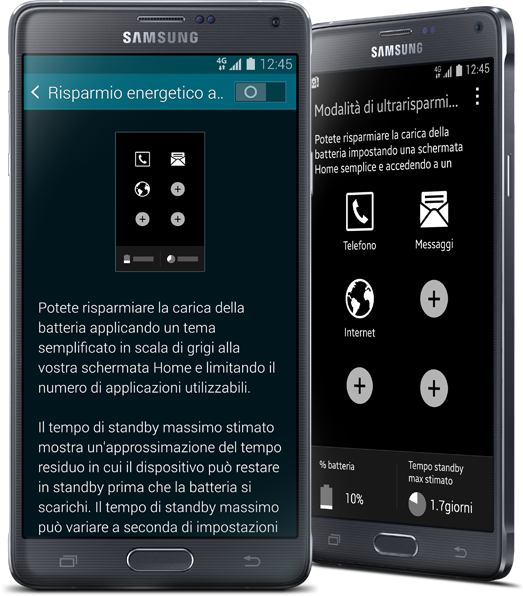 SAMSUNG
4G 12:45
Risparmio energetico a..
Potete risparmiare la carica della
batteria applicando un tema
semplificato in scala di grigi alla
vostra schermata Home e limitando il
numero di applicazioni utilizzabili.
Il tempo di standby massimo stimato
mostra un'approssimazione del tempo
residuo in cui il dispositivo può restare
in standby prima che la batteria si
scarichi. Il tempo di standby massimo
può variare a seconda di impostazioni
SAMSUNG
4G 12:45
Modalità di ultrarisparmi...
Potete risparmiare la carica della
batteria impostando una schermata
Home semplice e accedendo a un
Telefono Messaggi
Internet
% batteria
10%
Tempo standby
max stimato
1.7giorni